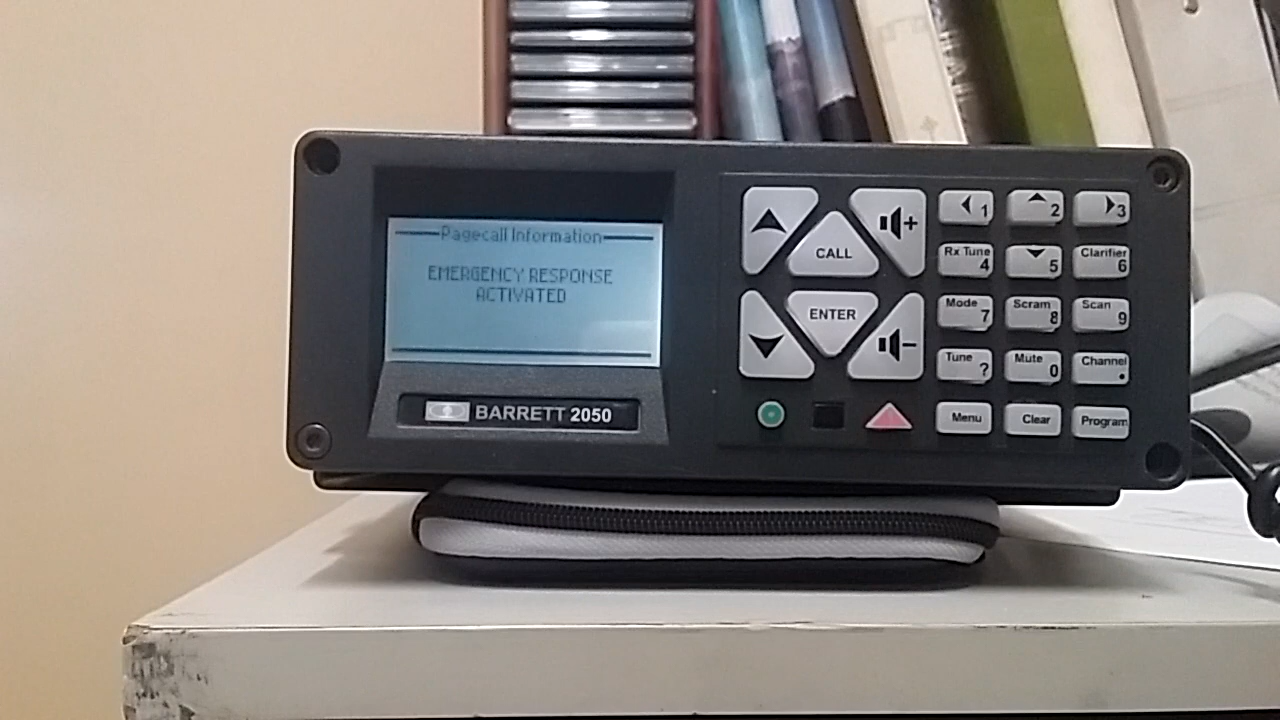 Pagecall Information
EMERGENCY RESPONSE
ACTIVATED
BARRETT 2050
CALL
ENTER
1
2
3
Rx Tune 4
5
Clarifier 6
Mode 7
Scram 8
Scan 9
Tune ?
Mute 0
Channel .
Menu
Clear
Program